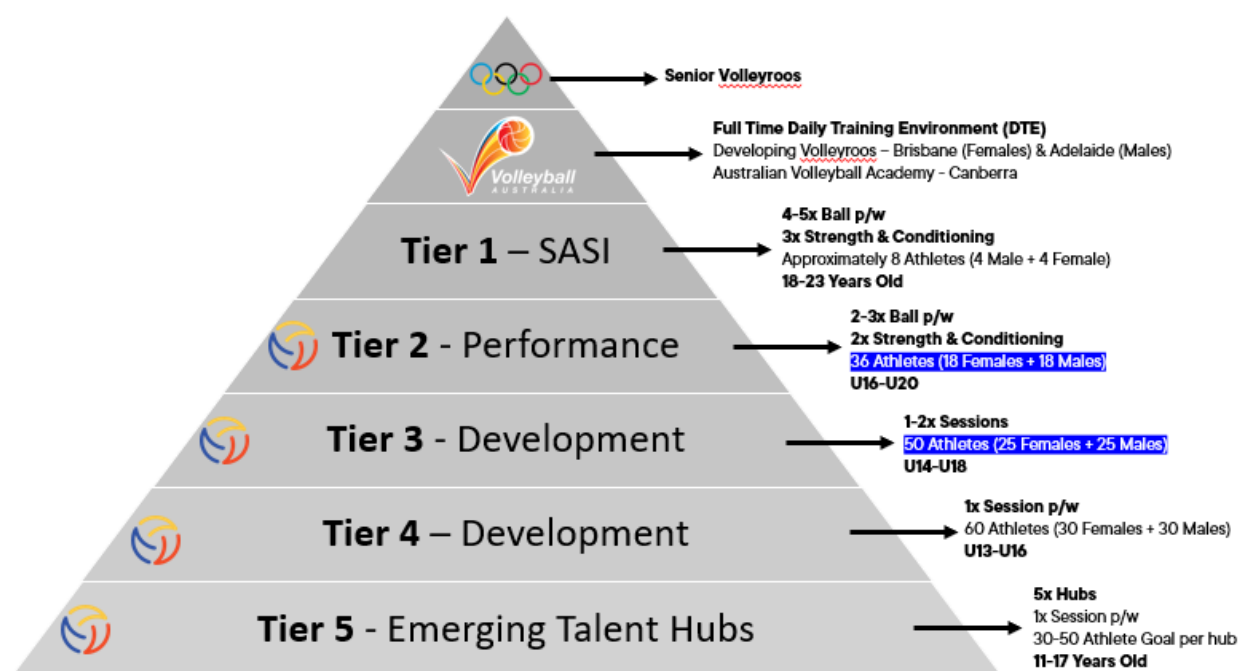 Senior Volleyroos
Volleyball
AUSTRALIA
Full Time Daily Training Environment (DTE)
Developing Volleyroos – Brisbane (Females) & Adelaide (Males)
Australian Volleyball Academy - Canberra
Tier 1 – SASI
4-5x Ball p/w
3x Strength & Conditioning
Approximately 8 Athletes (4 Male + 4 Female)
18-23 Years Old
Tier 2 - Performance
2-3x Ball p/w
2x Strength & Conditioning
36 Athletes (18 Females + 18 Males)
U16-U20
Tier 3 - Development
1-2x Sessions
50 Athletes (25 Females + 25 Males)
U14-U18
Tier 4 – Development
1x Session p/w
60 Athletes (30 Females + 30 Males)
U13-U16
Tier 5 - Emerging Talent Hubs
5x Hubs
1x Session p/w
30-50 Athlete Goal per hub
11-17 Years Old